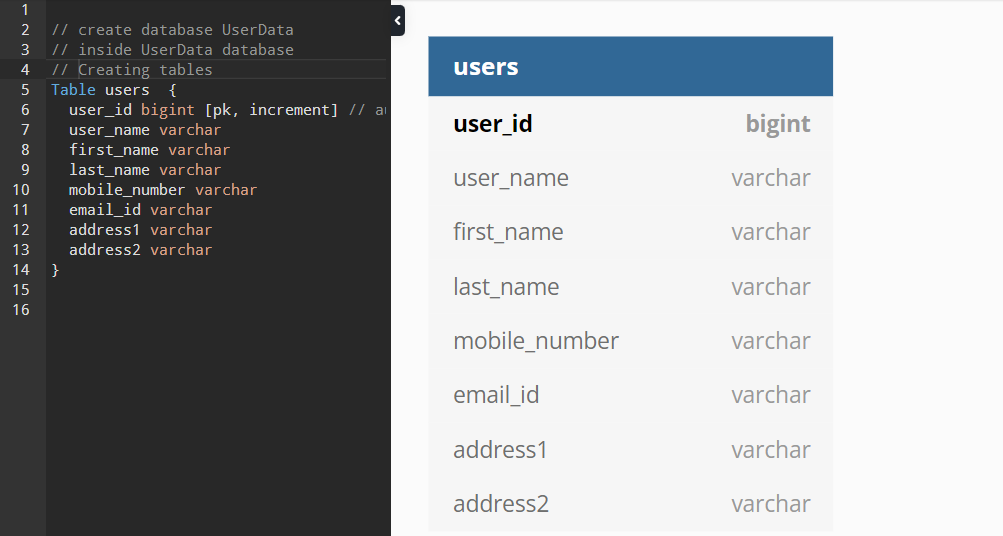 1
2 // create database UserData
3 // inside UserData database
4 // Creating tables
5 Table users  {
6   user_id bigint [pk, increment] //
7   user_name varchar
8   first_name varchar
9   last_name varchar
10   mobile_number varchar
11   email_id varchar
12   address1 varchar
13   address2 varchar
14 }
15
16
users
user_id bigint
user_name varchar
first_name varchar
last_name varchar
mobile_number varchar
email_id varchar
address1 varchar
address2 varchar